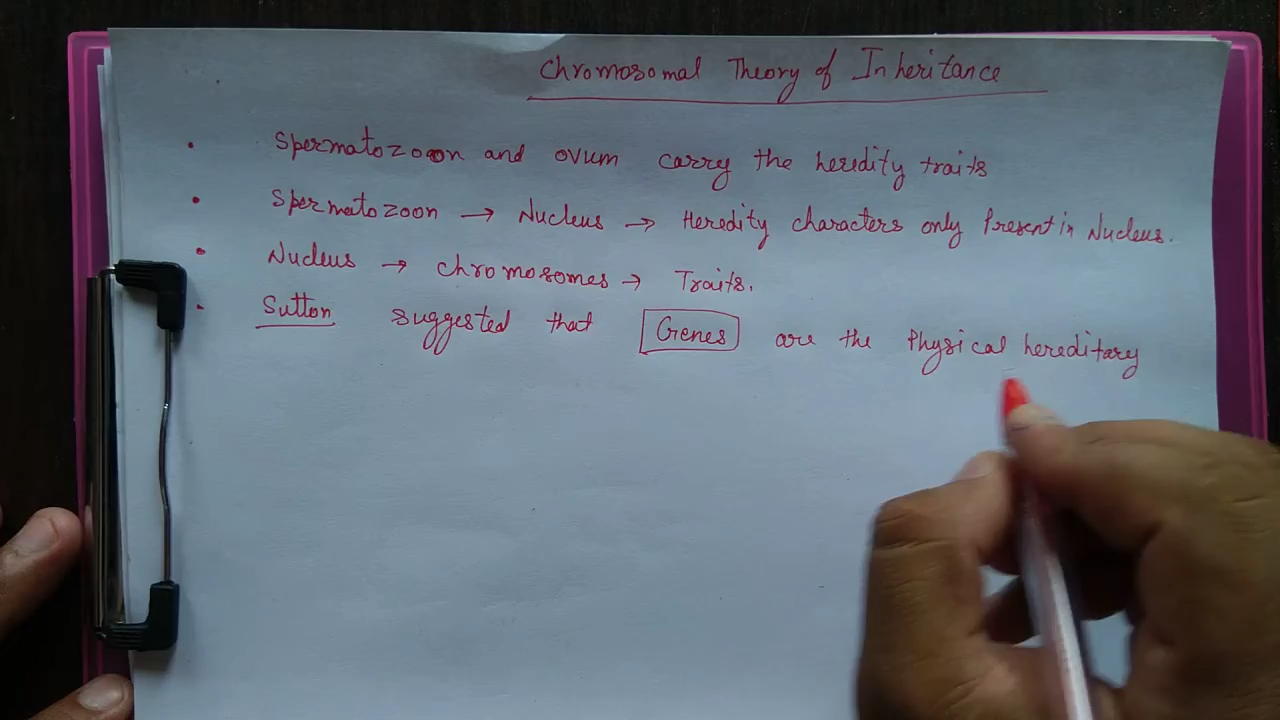 Chromosomal Theory of Inheritance
• Spermatozoon and ovum carry the heredity traits
• Spermatozoon → Nucleus → Heredity characters only Present in Nucleus.
• Nucleus → chromosomes → Traits.
• Sutton suggested that Genes are the Physical hereditary